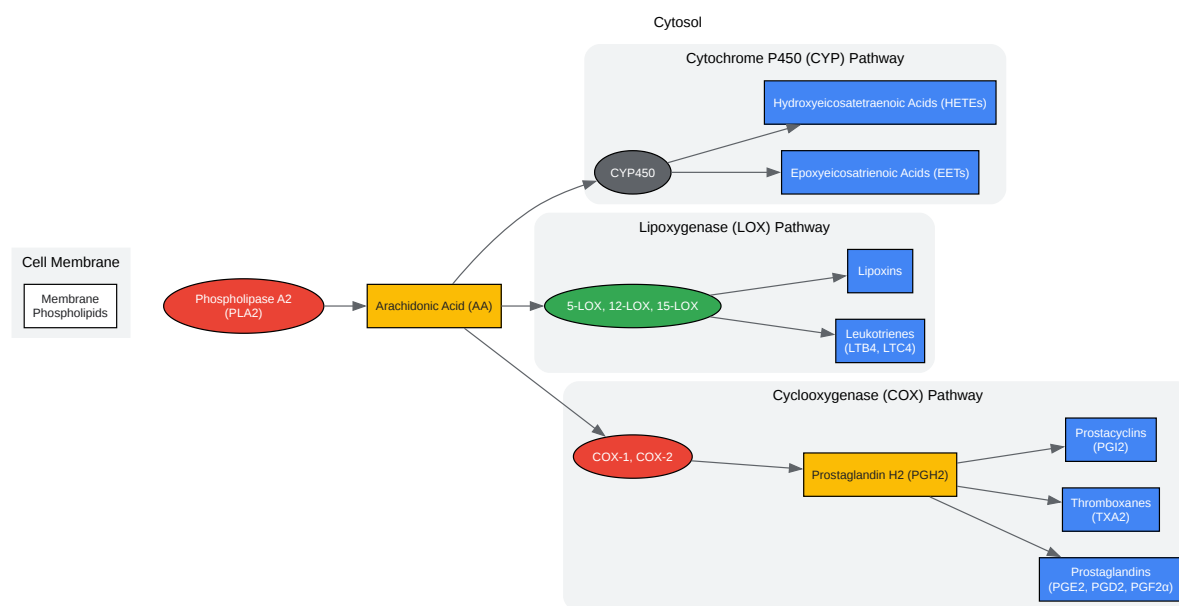 Cytosol
Cytochrome P450 (CYP) Pathway
Hydroxyeicosatetraenoic Acids (HETEs)
CYP450
Epoxyeicosatrienoic Acids (EETs)
Lipoxygenase (LOX) Pathway
Cell Membrane
Membrane
Phospholipids
Phospholipase A2
(PLA2)
Arachidonic Acid (AA)
5-LOX, 12-LOX, 15-LOX
Lipoxins
Leukotrienes
(LTB4, LTC4)
Cyclooxygenase (COX) Pathway
COX-1, COX-2
Prostaglandin H2 (PGH2)
Prostacyclins
(PGI2)
Thromboxanes
(TXA2)
Prostaglandins
(PGE2, PGD2, PGF2α)